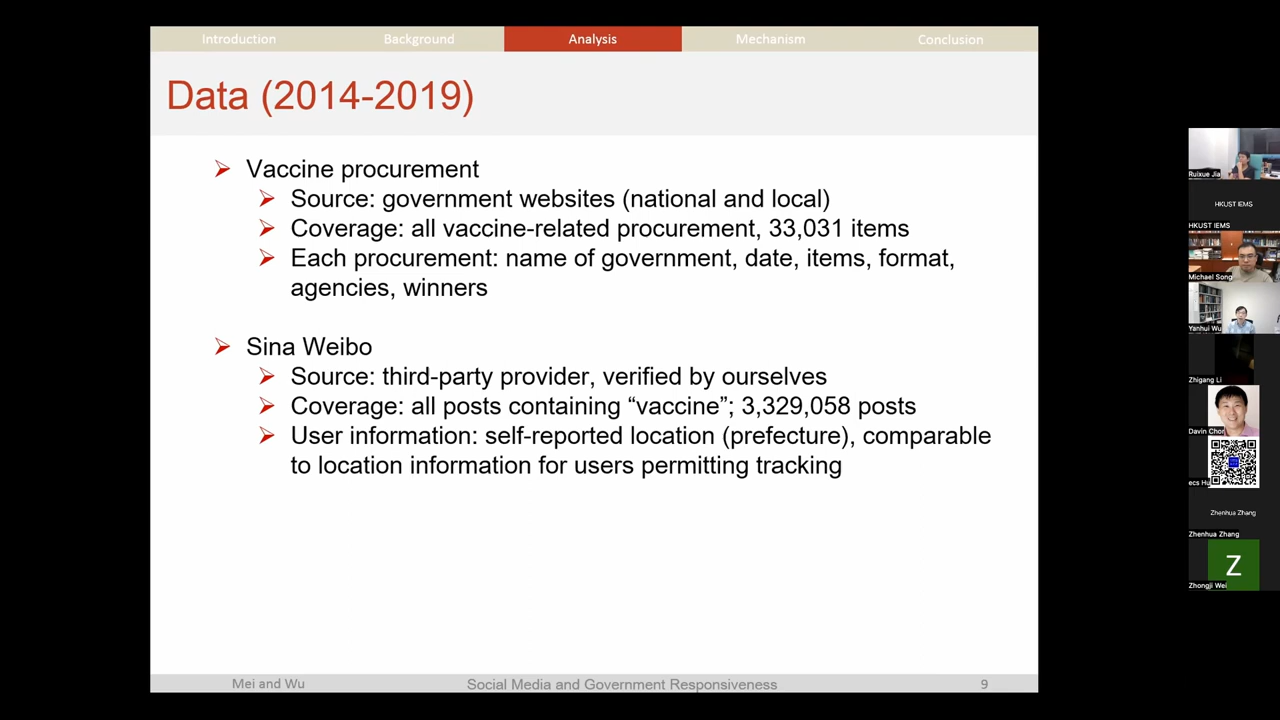 Introduction
Background
Analysis
Mechanism
Conclusion
Data (2014-2019)
Vaccine procurement
Source: government websites (national and local)
Coverage: all vaccine-related procurement, 33,031 items
Each procurement: name of government, date, items, format,
agencies, winners
Sina Weibo
Source: third-party provider, verified by ourselves
Coverage: all posts containing “vaccine”; 3,329,058 posts
User information: self-reported location (prefecture), comparable
to location information for users permitting tracking
Mei and Wu
Social Media and Government Responsiveness
9
Ruixue Jia
HKUST IEMS
HKUST IEMS
Michael Song
Yanhui Wu
Zhigang Li
Davin Chor
ecs Hu
Zhenhua Zhang
Zhenhua Zhang
Z
Zhongji Wei